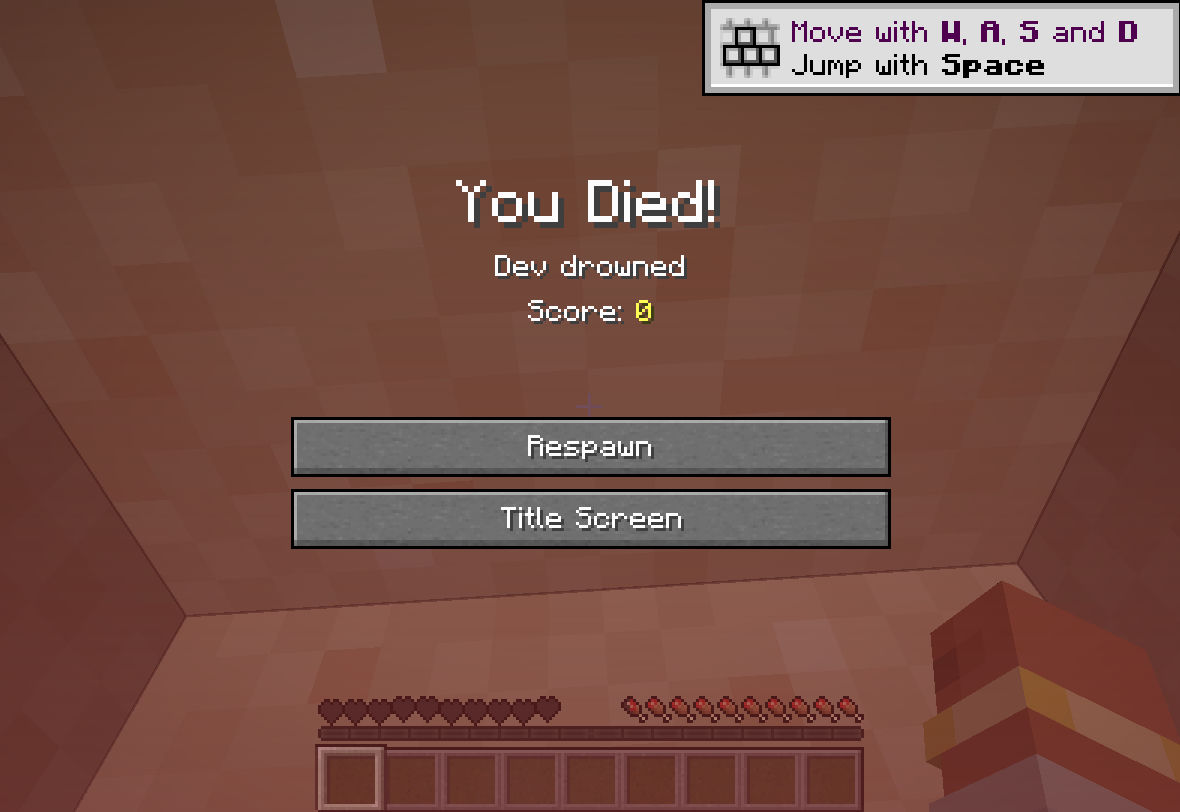 Move with W, A, S and D
Jump with Space
You Died!
Dev drowned
Score: 0
Respawn
Title Screen